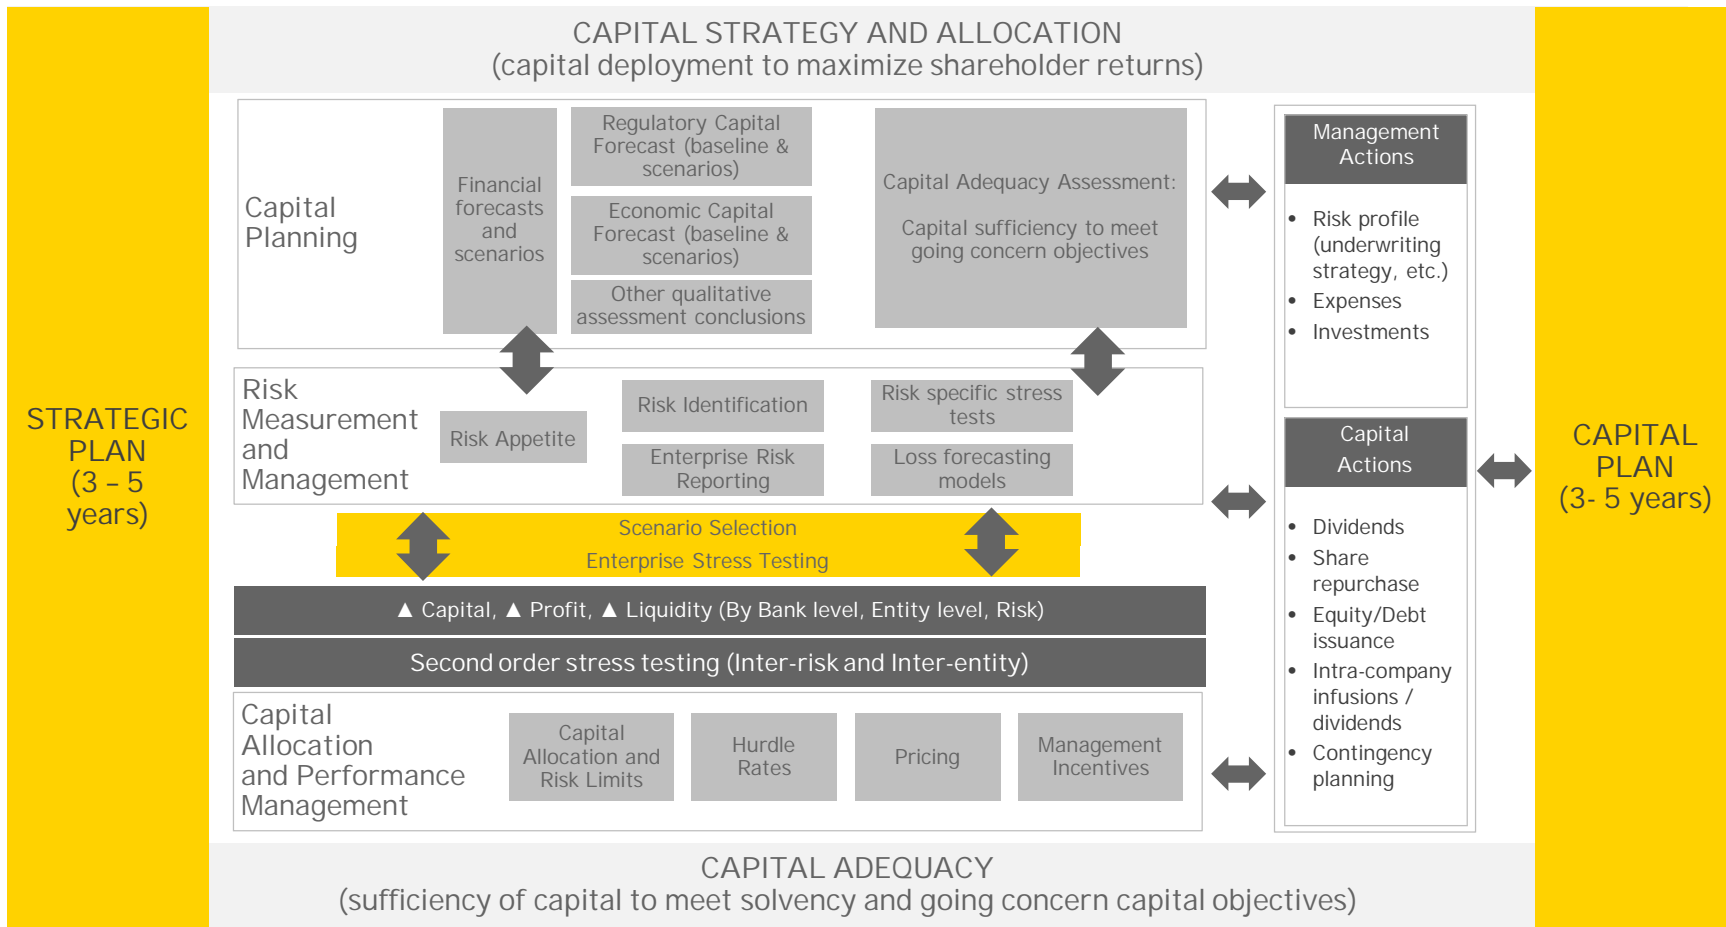 CAPITAL STRATEGY AND ALLOCATION
(capital deployment to maximize shareholder returns)
STRATEGIC
PLAN
(3 – 5
years)
Capital
Planning
Financial
forecasts
and
scenarios
Regulatory Capital
Forecast (baseline &
scenarios)
Economic Capital
Forecast (baseline &
scenarios)
Other qualitative
assessment conclusions
Capital Adequacy Assessment:
Capital sufficiency to meet
going concern objectives
Risk
Measurement
and
Management
Risk Appetite
Risk Identification
Enterprise Risk
Reporting
Risk specific stress
tests
Loss forecasting
models
Scenario Selection
Enterprise Stress Testing
▲ Capital, ▲ Profit, ▲ Liquidity (By Bank level, Entity level, Risk)
Second order stress testing (Inter-risk and Inter-entity)
Capital
Allocation
and Performance
Management
Capital
Allocation and
Risk Limits
Hurdle
Rates
Pricing
Management
Incentives
Management
Actions
• Risk profile
(underwriting
strategy, etc.)
• Expenses
• Investments
Capital
Actions
• Dividends
• Share
repurchase
• Equity/Debt
issuance
• Intra-company
infusions /
dividends
• Contingency
planning
CAPITAL
PLAN
(3- 5 years)
CAPITAL ADEQUACY
(sufficiency of capital to meet solvency and going concern capital objectives)